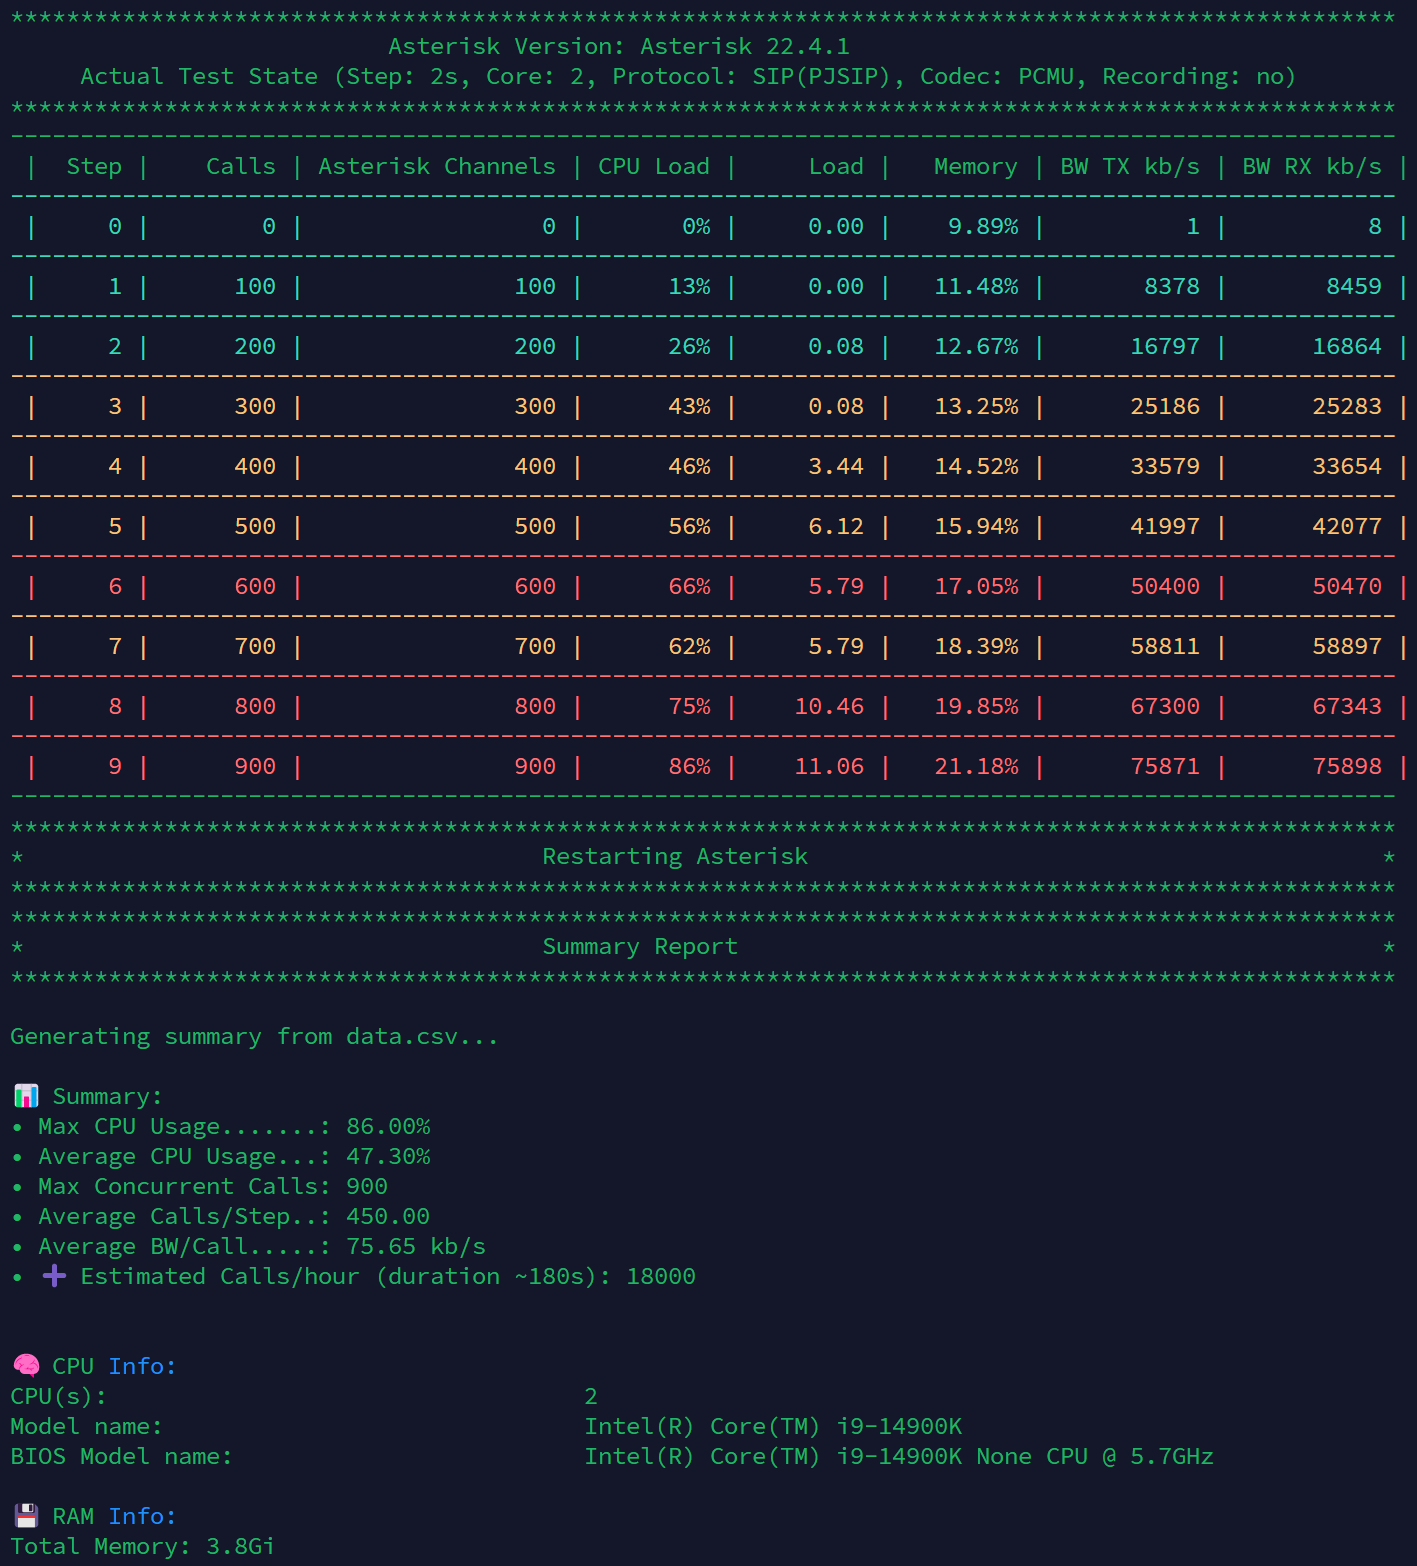 ***************************************************************************************************
Asterisk Version: Asterisk 22.4.1
Actual Test State (Step: 2s, Core: 2, Protocol: SIP(PJSIP), Codec: PCMU, Recording: no)
***************************************************************************************************
---------------------------------------------------------------------------------------------------
| Step | Calls | Asterisk Channels | CPU Load | Load | Memory | BW TX kb/s | BW RX kb/s |
---------------------------------------------------------------------------------------------------
| 0 | 0 | 0 | 0% | 0.00 | 9.89% | 1 | 8 |
---------------------------------------------------------------------------------------------------
| 1 | 100 | 100 | 13% | 0.00 | 11.48% | 8378 | 8459 |
---------------------------------------------------------------------------------------------------
| 2 | 200 | 200 | 26% | 0.08 | 12.67% | 16797 | 16864 |
---------------------------------------------------------------------------------------------------
| 3 | 300 | 300 | 43% | 0.08 | 13.25% | 25186 | 25283 |
---------------------------------------------------------------------------------------------------
| 4 | 400 | 400 | 46% | 3.44 | 14.52% | 33579 | 33654 |
---------------------------------------------------------------------------------------------------
| 5 | 500 | 500 | 56% | 6.12 | 15.94% | 41997 | 42077 |
---------------------------------------------------------------------------------------------------
| 6 | 600 | 600 | 66% | 5.79 | 17.05% | 50400 | 50470 |
---------------------------------------------------------------------------------------------------
| 7 | 700 | 700 | 62% | 5.79 | 18.39% | 58811 | 58897 |
---------------------------------------------------------------------------------------------------
| 8 | 800 | 800 | 75% | 10.46 | 19.85% | 67300 | 67343 |
---------------------------------------------------------------------------------------------------
| 9 | 900 | 900 | 86% | 11.06 | 21.18% | 75871 | 75898 |
---------------------------------------------------------------------------------------------------
***************************************************************************************************
* Restarting Asterisk *
***************************************************************************************************
***************************************************************************************************
* Summary Report *
***************************************************************************************************
Generating summary from data.csv...
📊 Summary:
• Max CPU Usage.......: 86.00%
• Average CPU Usage...: 47.30%
• Max Concurrent Calls: 900
• Average Calls/Step..: 450.00
• Average BW/Call.....: 75.65 kb/s
• ➕ Estimated Calls/hour (duration ~180s): 18000
🧠 CPU Info:
CPU(s): 2
Model name: Intel(R) Core(TM) i9-14900K
BIOS Model name: Intel(R) Core(TM) i9-14900K None CPU @ 5.7GHz
💾 RAM Info:
Total Memory: 3.8Gi